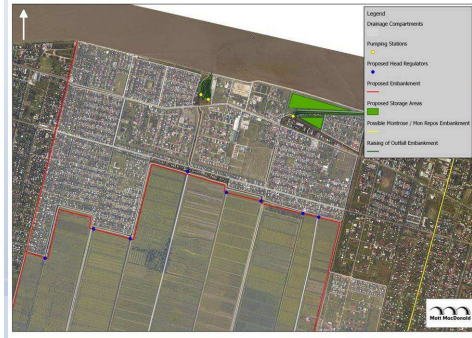 Legend
Drainage Compartments
Pumping Stations
Proposed Head Regulators
Proposed Embankment
Proposed Storage Areas
Possible Montrose / Mon Repos Embankment
Raising of Outfall Embankment
Mott MacDonald